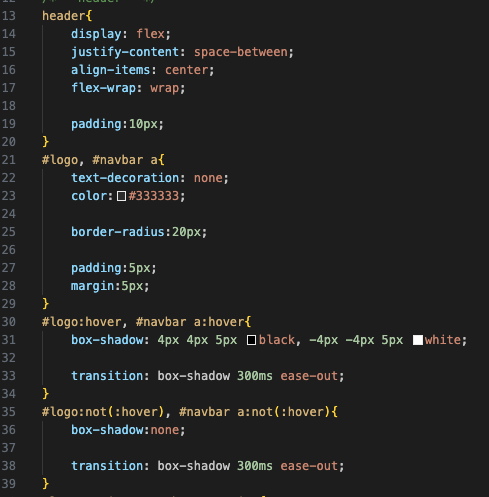 13 header{
14 display: flex;
15 justify-content: space-between;
16 align-items: center;
17 flex-wrap: wrap;
18
19 padding:10px;
20 }
21 #logo, #navbar a{
22 text-decoration: none;
23 color:#333333;
24
25 border-radius:20px;
26
27 padding:5px;
28 margin:5px;
29 }
30 #logo:hover, #navbar a:hover{
31 box-shadow: 4px 4px 5px black, -4px -4px 5px white;
32
33 transition: box-shadow 300ms ease-out;
34 }
35 #logo:not(:hover), #navbar a:not(:hover){
36 box-shadow:none;
37
38 transition: box-shadow 300ms ease-out;
39 }